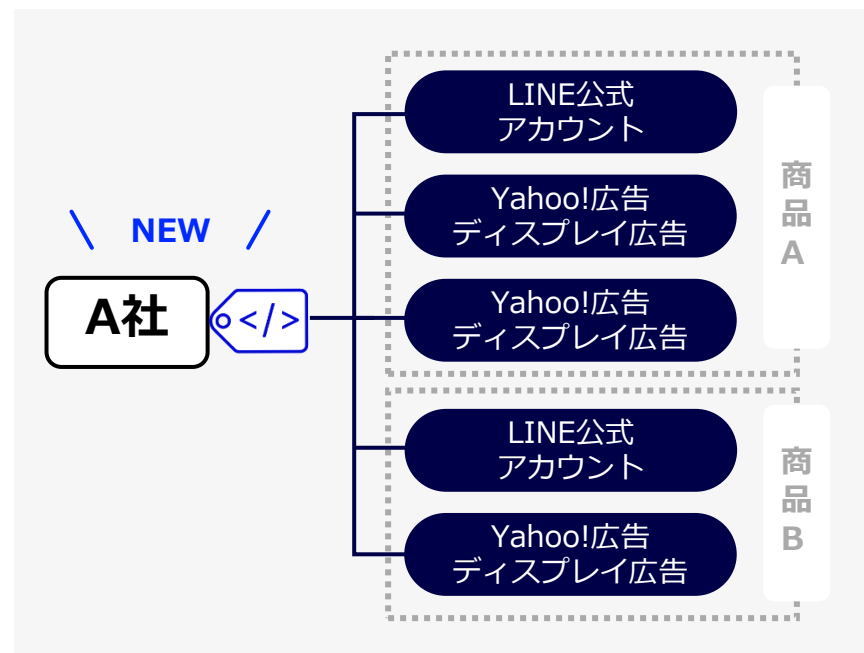 NEW
A社
</>
LINE公式
アカウント
Yahoo!広告
ディスプレイ広告
Yahoo!広告
ディスプレイ広告
商品A
LINE公式
アカウント
Yahoo!広告
ディスプレイ広告
商品B